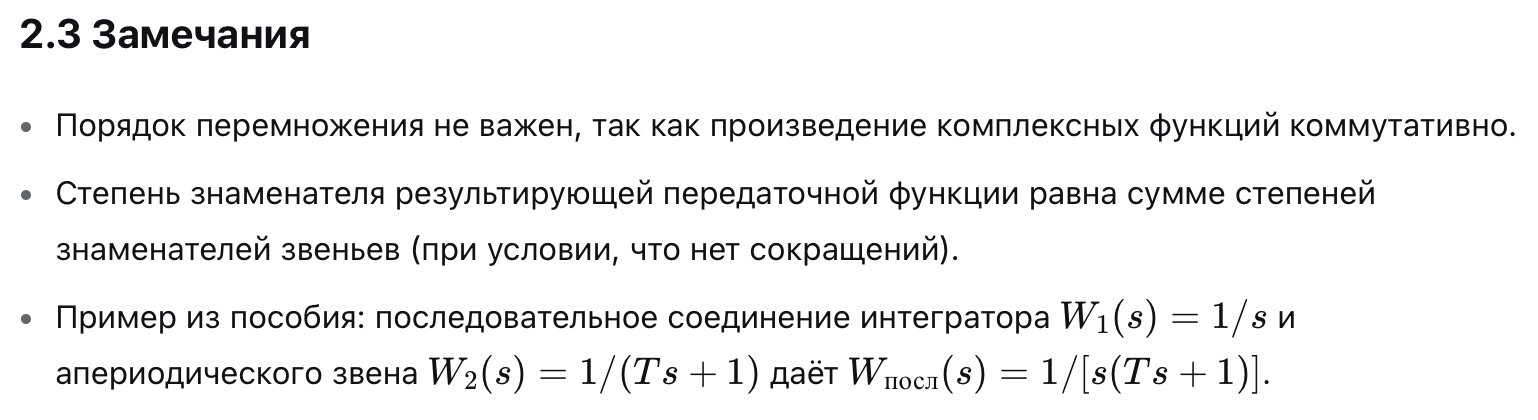 2.3 Замечания
• Порядок перемножения не важен, так как произведение комплексных функций коммутативно.
• Степень знаменателя результирующей передаточной функции равна сумме степеней
знаменателей звеньев (при условии, что нет сокращений).
• Пример из пособия: последовательное соединение интегратора W₁(s) = 1/s и
апериодического звена W₂(s) = 1/(Ts + 1) даёт Wпосл(s) = 1/[s(Ts + 1)].